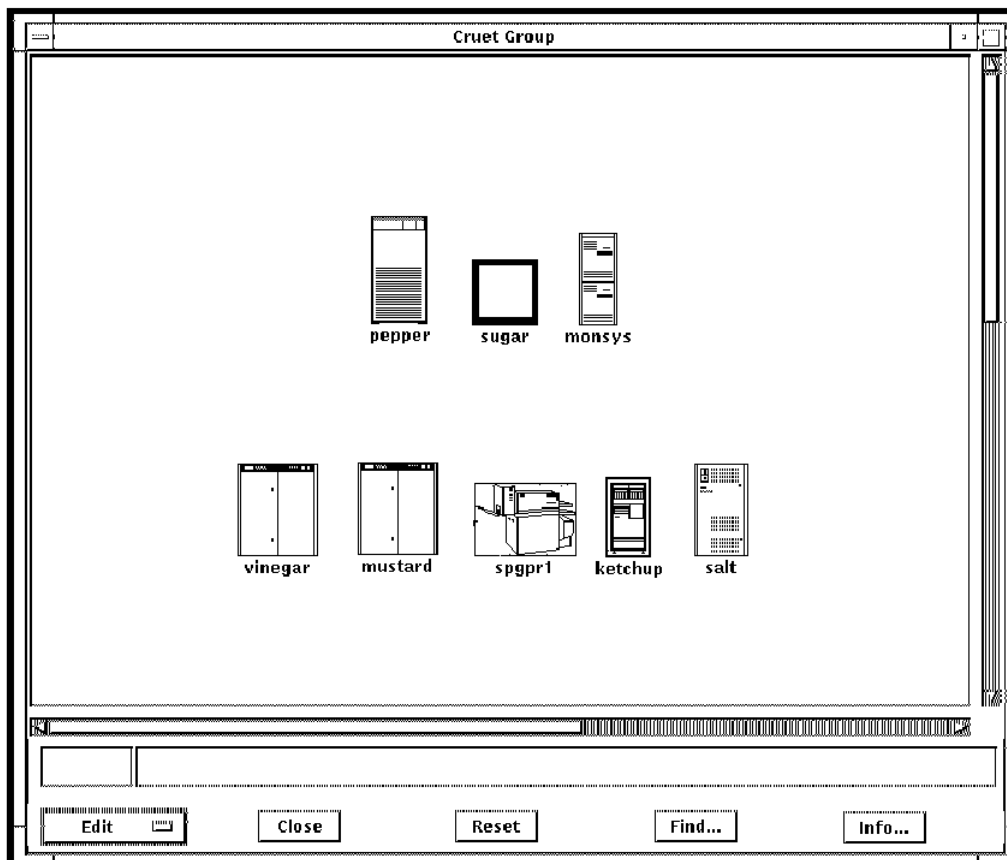 Cruet Group
pepper sugar monsys
vinegar mustard spgpr1 ketchup salt
Edit Close Reset Find... Info...